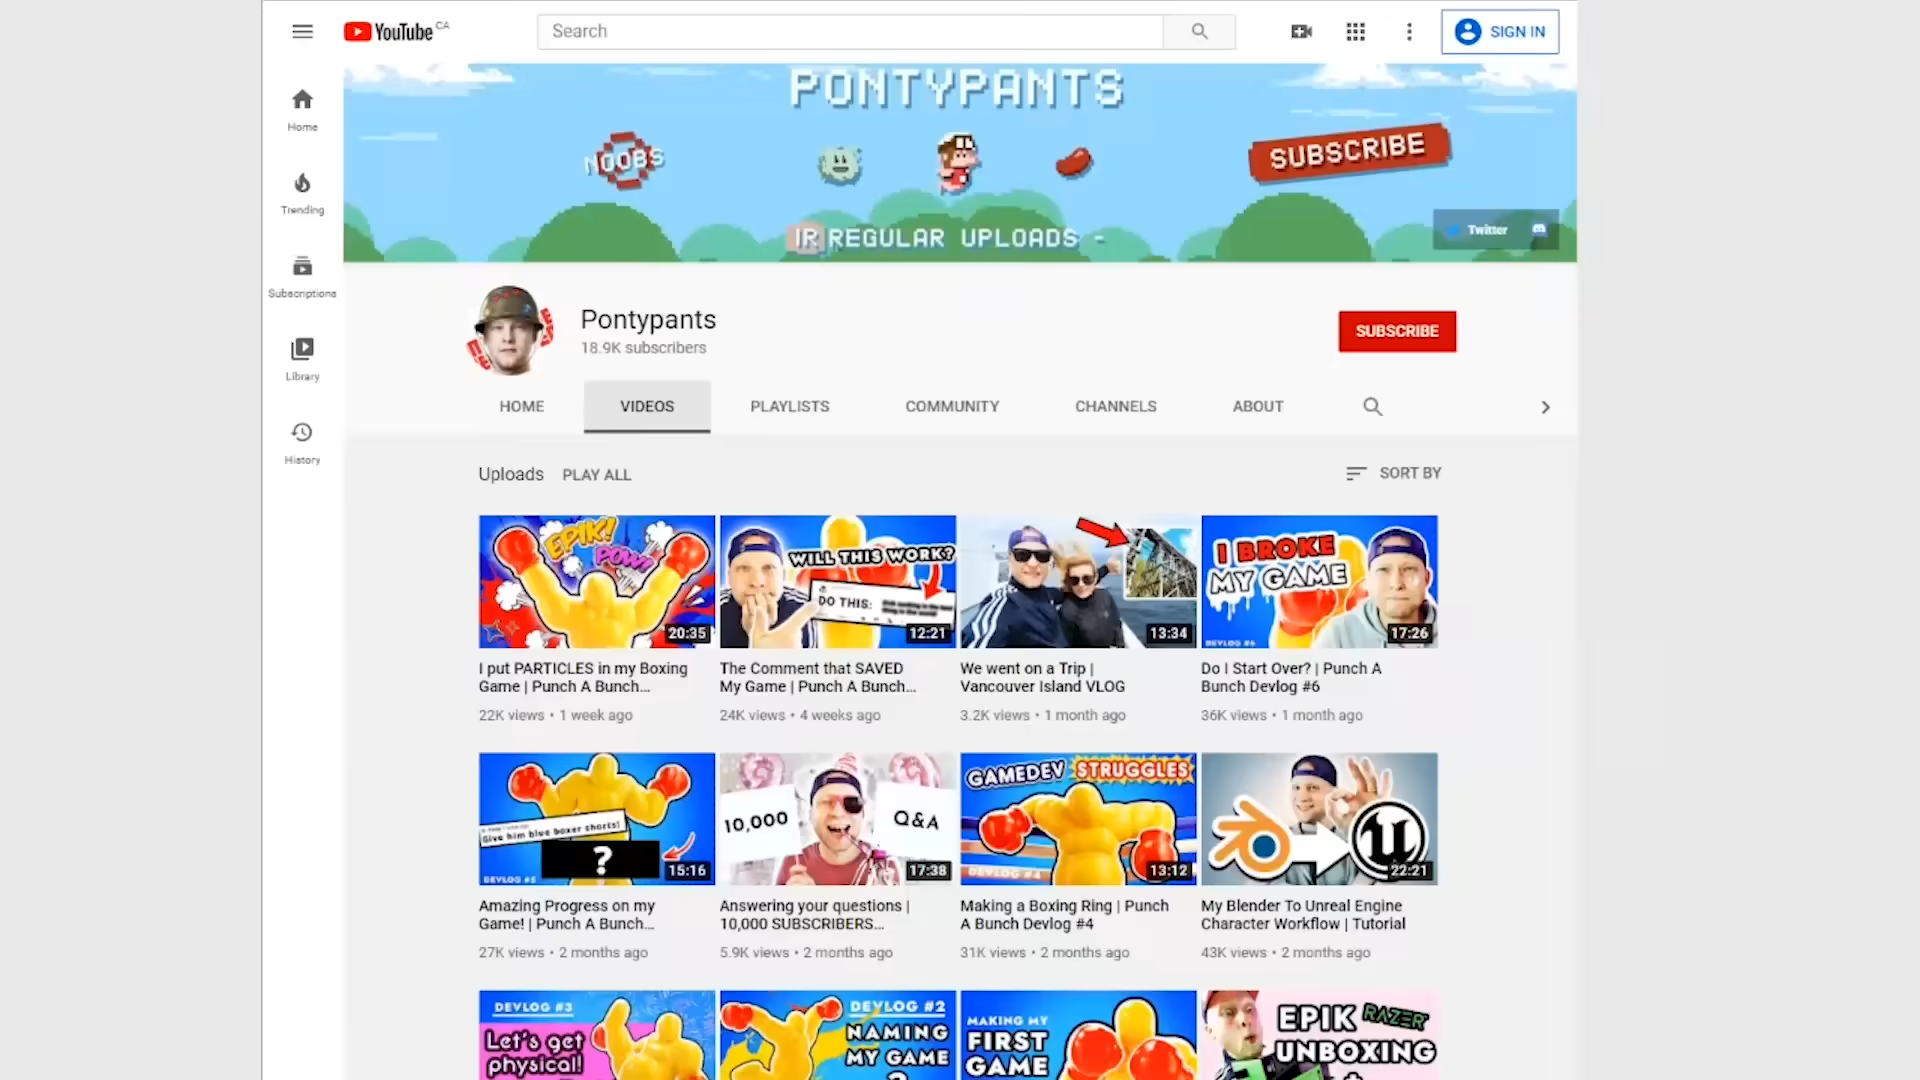 YouTube CA
Search
SIGN IN
Home
Trending
Subscriptions
Library
History
PONTYPANTS
NOOBS
SUBSCRIBE
IRREGULAR UPLOADS -
Twitter
Pontypants
18.9K subscribers
SUBSCRIBE
HOME
VIDEOS
PLAYLISTS
COMMUNITY
CHANNELS
ABOUT
Uploads
PLAY ALL
SORT BY
EPIK!
POW!
20:35
I put PARTICLES in my Boxing
Game | Punch A Bunch...
22K views • 1 week ago
WILL THIS WORK?
DO THIS:
12:21
The Comment that SAVED
My Game | Punch A Bunch...
24K views • 4 weeks ago
13:34
We went on a Trip |
Vancouver Island VLOG
3.2K views • 1 month ago
I BROKE
MY GAME
DEVLOG #6
17:26
Do I Start Over? | Punch A
Bunch Devlog #6
36K views • 1 month ago
Give him blue boxer shorts!
?
DEVLOG #5
15:16
Amazing Progress on my
Game! | Punch A Bunch...
27K views • 2 months ago
10,000
Q&A
17:38
Answering your questions |
10,000 SUBSCRIBERS...
5.9K views • 2 months ago
GAMEDEV STRUGGLES
DEVLOG #4
13:12
Making a Boxing Ring | Punch
A Bunch Devlog #4
31K views • 2 months ago
22:21
My Blender To Unreal Engine
Character Workflow | Tutorial
43K views • 2 months ago
DEVLOG #3
Let's get
physical!
DEVLOG #2
NAMING
MY GAME
MAKING MY
FIRST
GAME
EPIK RAZER
UNBOXING